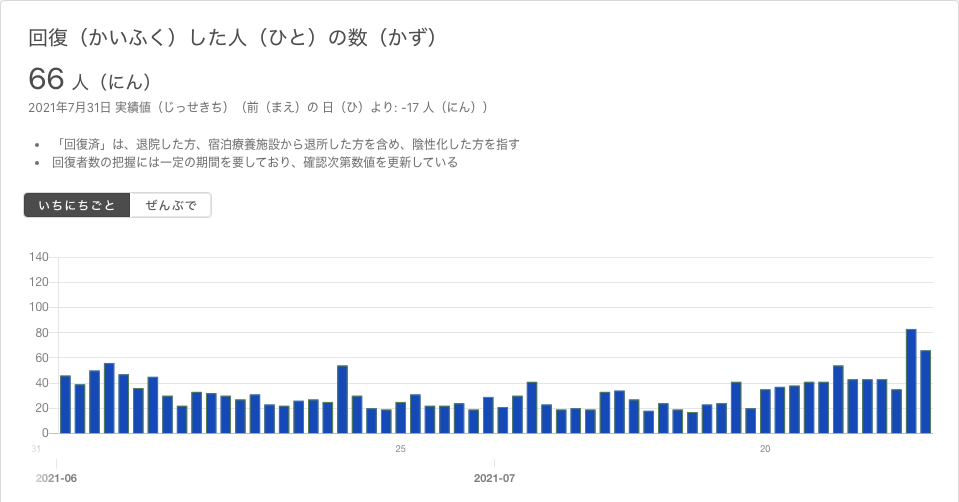 回復（かいふく）した人（ひと）の数（かず）
66 人（にん）
2021年7月31日 実績値（じっせきち）（前（まえ）の 日（ひ）より: -17 人（にん））
• 「回復済」は、退院した方、宿泊療養施設から退所した方を含め、陰性化した方を指す
• 回復者数の把握には一定の期間を要しており、確認次第数値を更新している
いちにちごと ぜんぶで
140
120
100
80
60
40
20
0
31 25 20
2021-06 2021-07